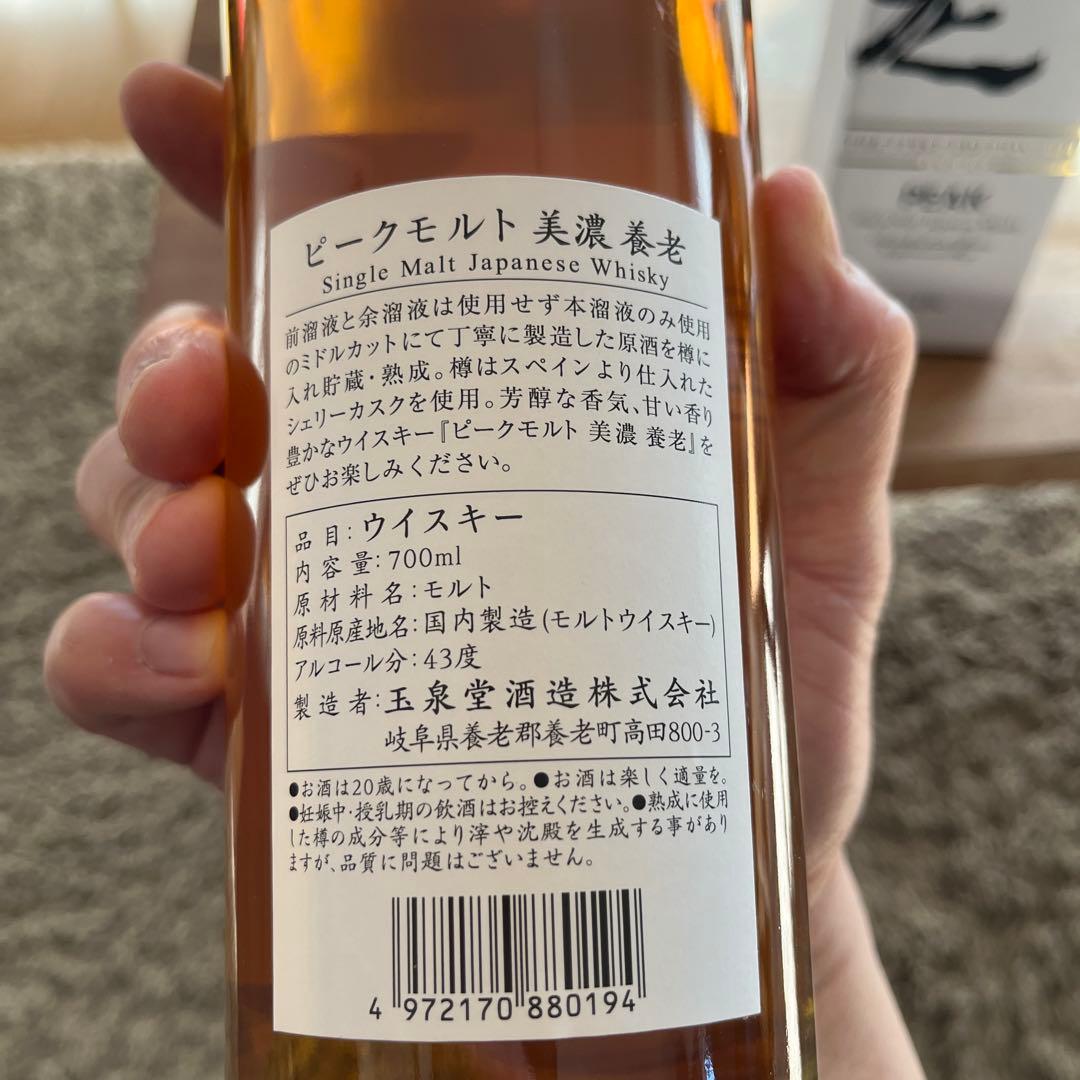 ピークモルト 美濃 養老
Single Malt Japanese Whisky
前溜液と余溜液は使用せず本溜液のみ使用
のミドルカットにて丁寧に製造した原酒を樽に
入れ貯蔵・熟成。樽はスペインより仕入れた
シェリーカスクを使用。芳醇な香気、甘い香り
豊かなウイスキー『ピークモルト 美濃 養老』を
ぜひお楽しみください。
品目：ウイスキー
内容量：700ml
原材料名：モルト
原料原産地名：国内製造(モルトウイスキー)
アルコール分：43度
製造者：玉泉堂酒造株式会社
岐阜県養老郡養老町高田800-3
●お酒は20歳になってから。●お酒は楽しく適量を。
●妊娠中・授乳期の飲酒はお控えください。●熟成に使用
した樽の成分等により滓や沈殿を生成する事があり
ますが、品質に問題はございません。
4 972170 880194
PEAK